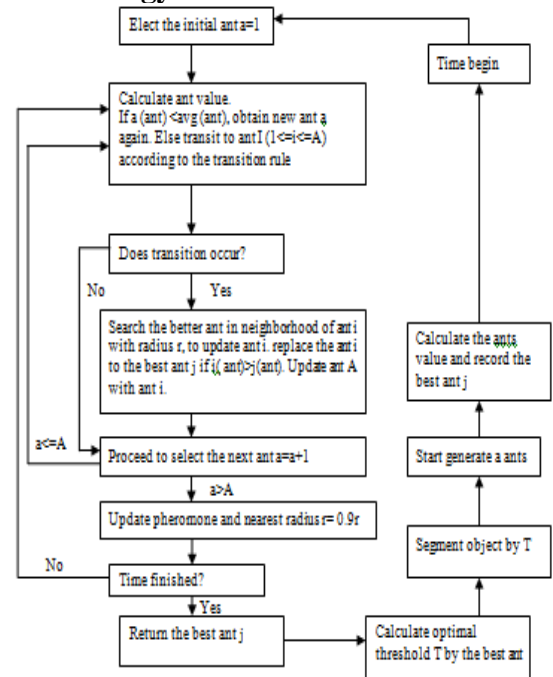 Elect the initial ant a=1
Time begin
Calculate ant value.
If a (ant) <avg (ant), obtain new ant a
again. Else transit to ant I (1<=i<=A)
according to the transition rule
Does transition occur?
No
Yes
Search the better ant in neighborhood of ant i
with radius r, to update ant i. replace the ant i
to the best ant j if i( ant)>j(ant). Update ant A
with ant i.
Calculate the ants
value and record the
best ant j
a<=A
Proceed to select the next ant a=a+1
Start generate a ants
a>A
Update pheromone and nearest radius r= 0.9r
Segment object by T
No
Time finished?
Yes
Return the best ant j
Calculate optimal
threshold T by the best ant